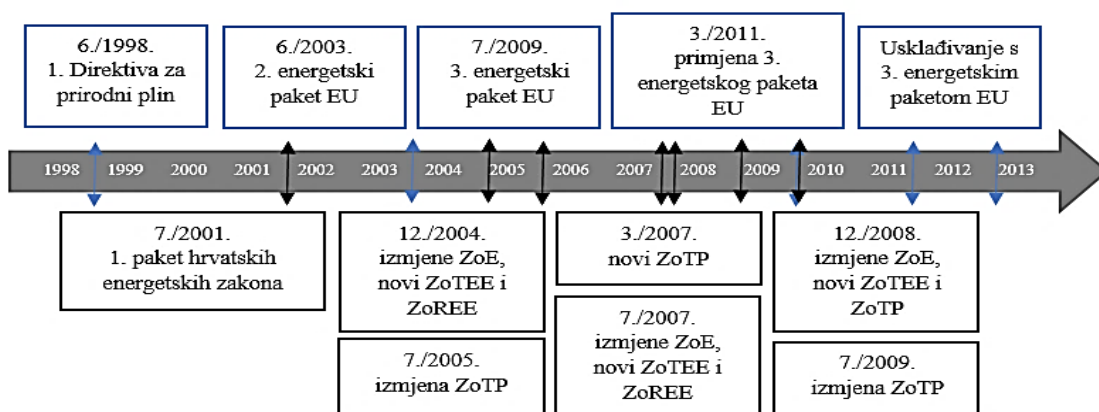 6./1998.
1. Direktiva za
prirodni plin
6./2003.
2. energetski
paket EU
7./2009.
3. energetski
paket EU
3./2011.
primjena 3.
energetskog paketa
EU
Usklađivanje s
3. energetskim
paketom EU
1998 1999 2000 2001 2002 2003 2004 2005 2006 2007 2008 2009 2010 2011 2012 2013
7./2001.
1. paket hrvatskih
energetskih zakona
12./2004.
izmjene ZoE,
novi ZoTEE i
ZoREE
7./2005.
izmjena ZoTP
3./2007.
novi ZoTP
7./2007.
izmjene ZoE,
novi ZoTEE i
ZoREE
12./2008.
izmjene ZoE,
novi ZoTEE i
ZoTP
7./2009.
izmjena ZoTP